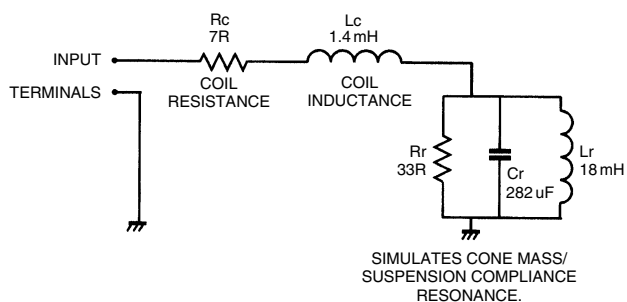 Rc
7R
Lc
1.4 mH
INPUT
TERMINALS
COIL
RESISTANCE
COIL
INDUCTANCE
Rr
33R
Cr
282 uF
Lr
18 mH
SIMULATES CONE MASS/
SUSPENSION COMPLIANCE
RESONANCE.